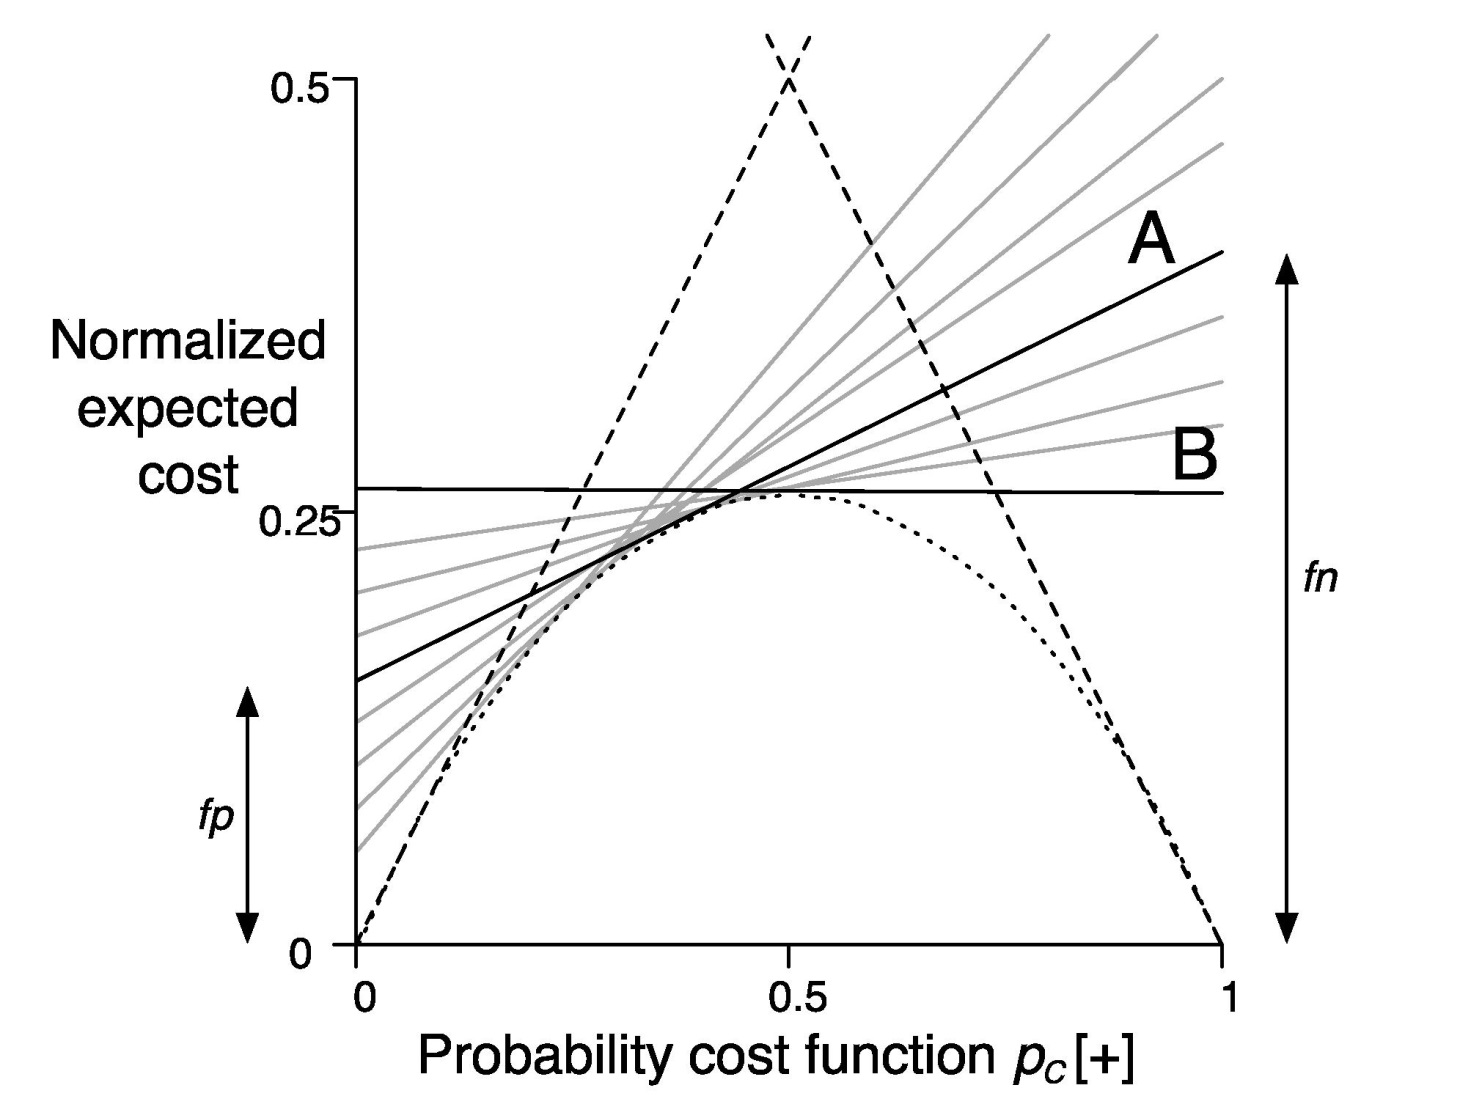 0.5
A
Normalized
expected
cost
B
0.25
fn
fp
0
0
0.5
1
Probability cost function pC[+]